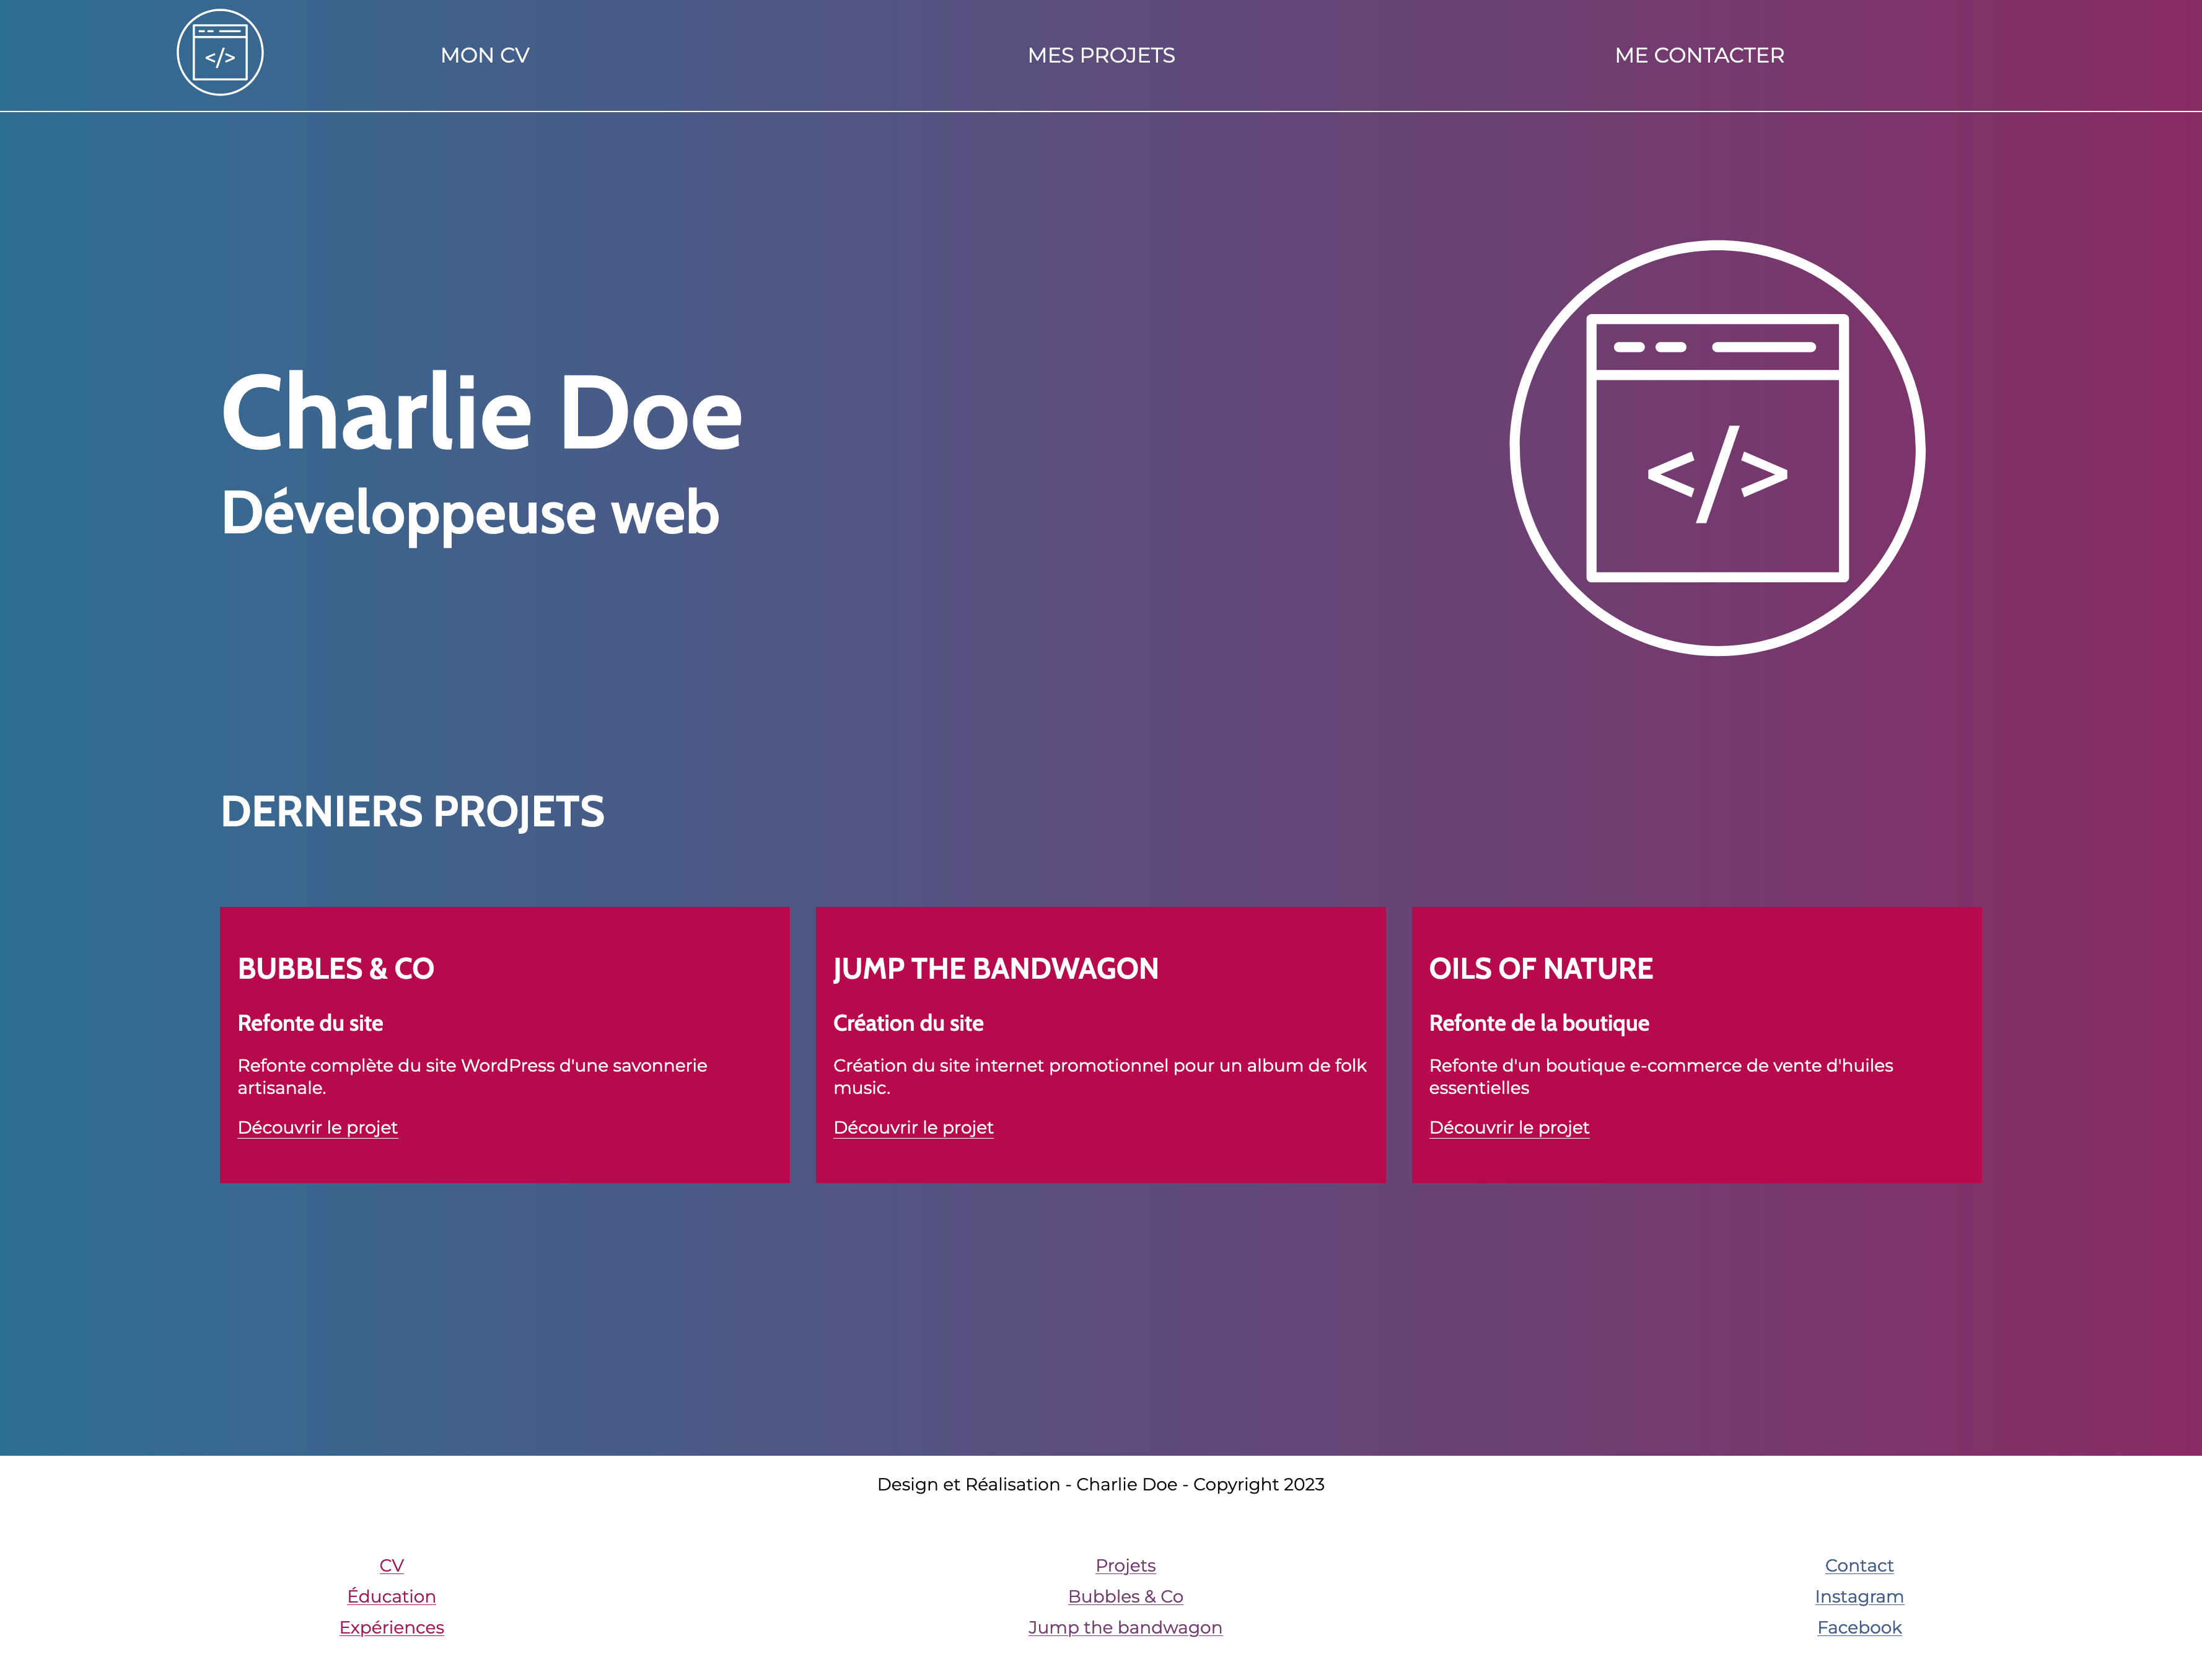 </>
MON CV
MES PROJETS
ME CONTACTER
Charlie Doe
Développeuse web
</>
DERNIERS PROJETS
BUBBLES & CO
Refonte du site
Refonte complète du site WordPress d'une savonnerie
artisanale.
Découvrir le projet
JUMP THE BANDWAGON
Création du site
Création du site internet promotionnel pour un album de folk
music.
Découvrir le projet
OILS OF NATURE
Refonte de la boutique
Refonte d'un boutique e-commerce de vente d'huiles
essentielles
Découvrir le projet
Design et Réalisation - Charlie Doe - Copyright 2023
CV
Éducation
Expériences
Projets
Bubbles & Co
Jump the bandwagon
Contact
Instagram
Facebook